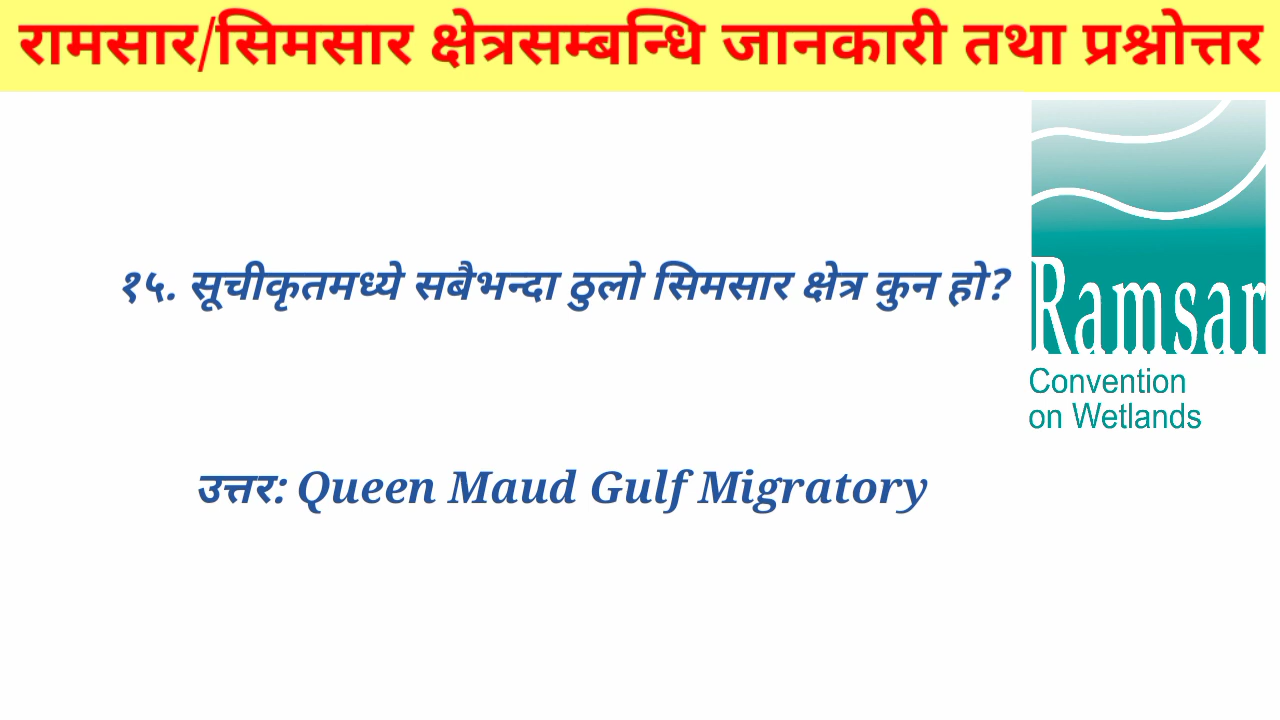 रामसार/सिमसार क्षेत्रसम्बन्धि जानकारी तथा प्रश्नोत्तर
१५. सूचीकृतमध्ये सबैभन्दा ठुलो सिमसार क्षेत्र कुन हो?
Ramsar
Convention
on Wetlands
उत्तर: Queen Maud Gulf Migratory